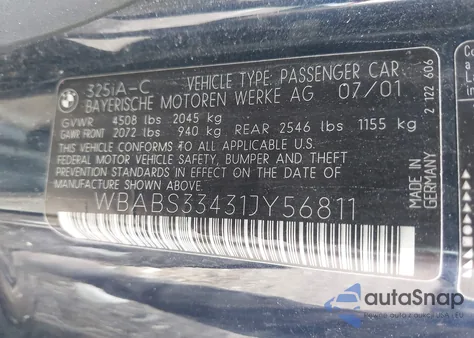 325iA-C VEHICLE TYPE: PASSENGER CAR
BAYERISCHE MOTOREN WERKE AG 07/01
GVWR 4508 lbs 2045 kg
GAWR FRONT 2072 lbs 940 kg REAR 2546 lbs 1155 kg
THIS VEHICLE CONFORMS TO ALL APPLICABLE
FEDERAL MOTOR VEHICLE SAFETY, BUMPER AND THEFT
PREVENTION STANDARDS IN EFFECT ON THE DATE OF
MANUFACTURE SHOWN ABOVE.
WBABS33431JY56811
MADE IN
GERMANY
2 122 606
autoSnap